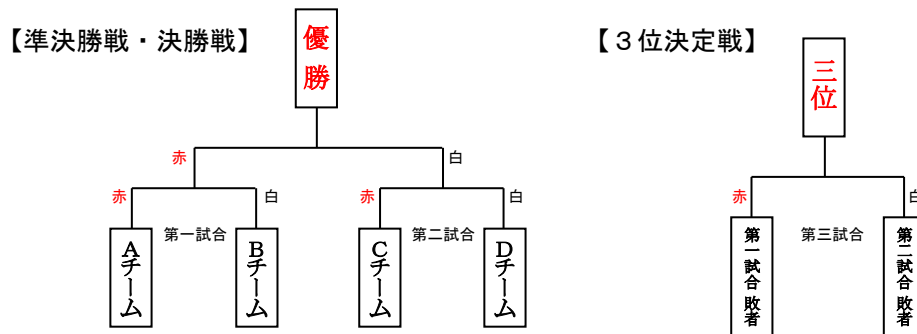 【準決勝戦・決勝戦】
優勝
【３位決定戦】
三位
赤
白
赤
白
赤
白
赤
白
第一試合
第二試合
第三試合
Aチーム
Bチーム
Cチーム
Dチーム
第一試合 敗者
第二試合 敗者